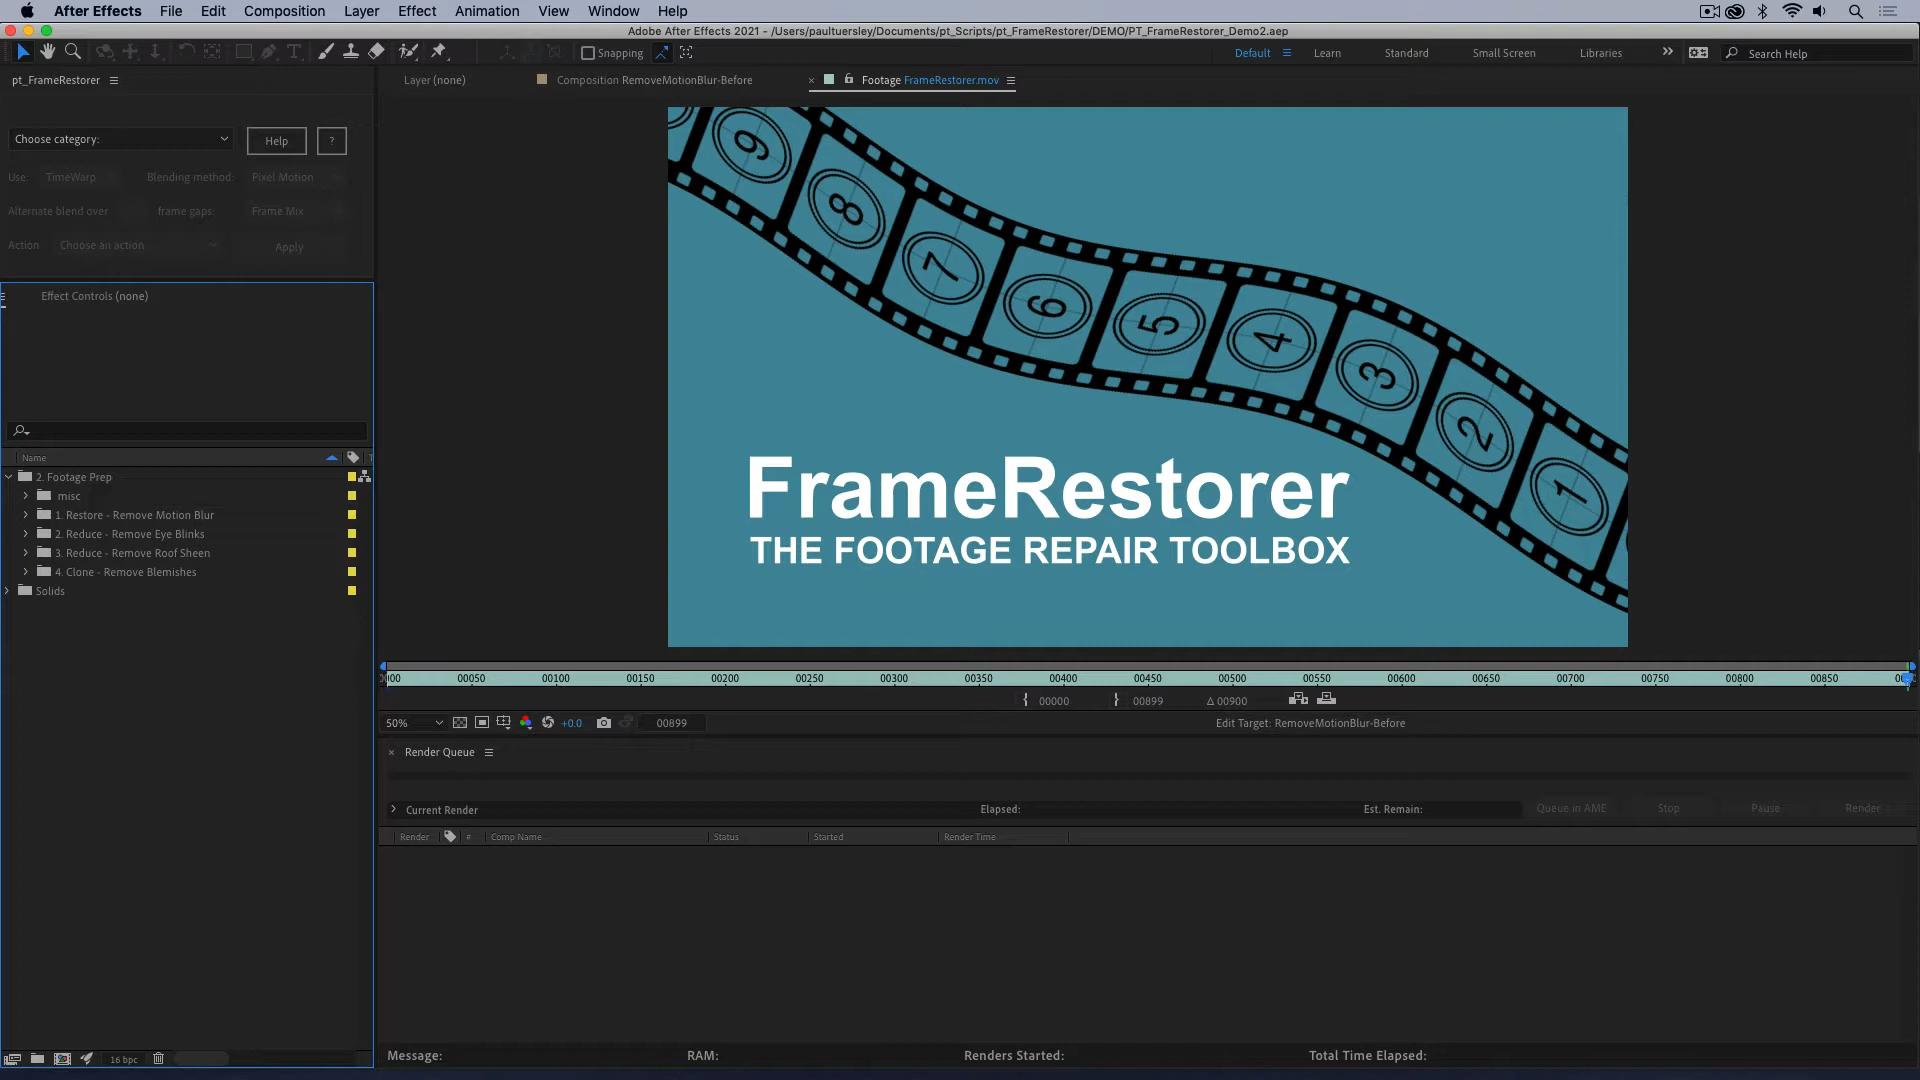 After Effects File Edit Composition Layer Effect Animation View Window Help
Adobe After Effects 2021 - /Users/paultuersley/Documents/pt_Scripts/pt_FrameRestorer/DEMO/PT_FrameRestorer_Demo2.aep
Snapping Default Learn Standard Small Screen Libraries Search Help
pt_FrameRestorer
Layer (none) Composition RemoveMotionBlur-Before Footage FrameRestorer.mov
Choose category: Help ?
Use: TimeWarp Blending method: Pixel Motion
Alternate blend over frame gaps: Frame Mix
Action Choose an action Apply
Effect Controls (none)
9 8 7 6 5 4 3 2 1
FrameRestorer
THE FOOTAGE REPAIR TOOLBOX
Name
2. Footage Prep
misc
1. Restore - Remove Motion Blur
2. Reduce - Remove Eye Blinks
3. Reduce - Remove Roof Sheen
4. Clone - Remove Blemishes
Solids
00050 00100 00150 00200 00250 00300 00350 00400 00450 00500 00550 00600 00650 00700 00750 00800 00850
00000 00899 Δ 00900
50% +0.0 00899 Edit Target: RemoveMotionBlur-Before
Render Queue
Current Render Elapsed: Est. Remain: Queue in AME Stop Pause Render
Render # Comp Name Status Started Render Time
16 bpc
Message: RAM: Renders Started: Total Time Elapsed: